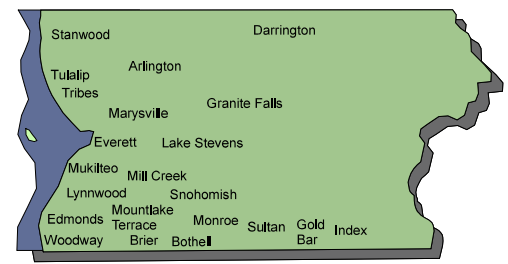 Stanwood
Darrington
Arlington
Tulalip
Tribes
Granite Falls
Marysville
Everett
Lake Stevens
Mukilteo
Mill Creek
Lynnwood
Snohomish
Mountlake
Terrace
Edmonds
Monroe
Sultan
Gold
Bar
Index
Woodway
Brier
Bothell